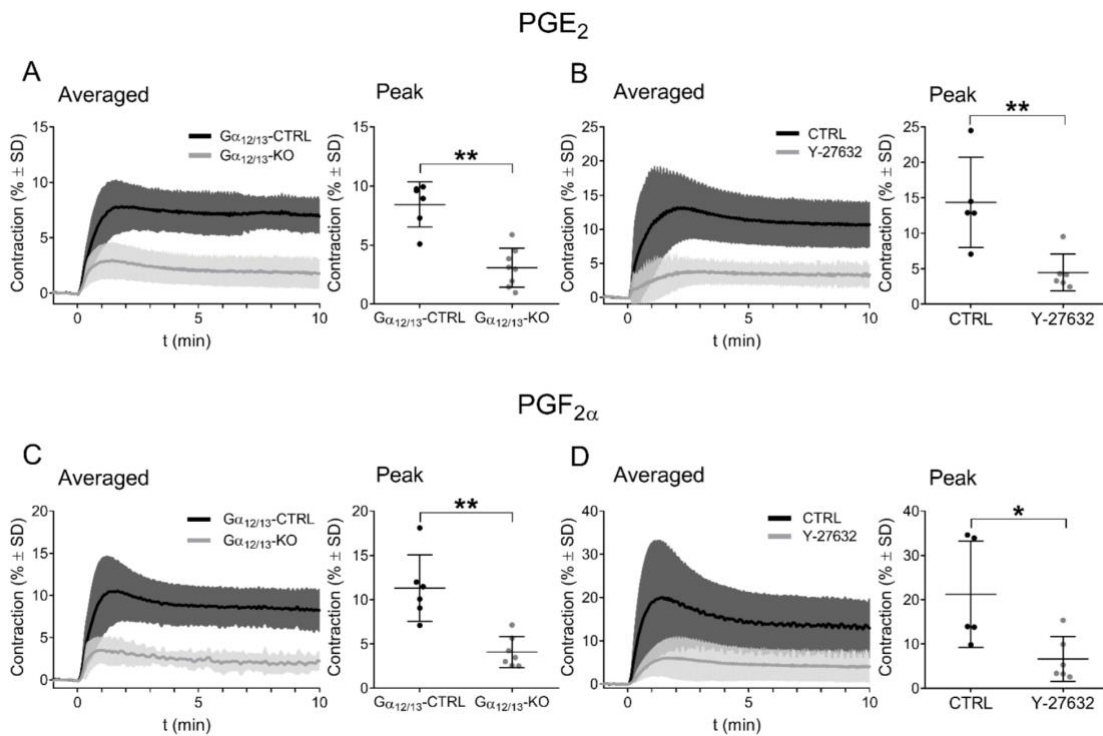 PGE₂
A
Averaged
Peak
Contraction (% ± SD)
15
10
5
0
0
5
10
t (min)
Gα₁₂/₁₃-CTRL
Gα₁₂/₁₃-KO
Contraction (% ± SD)
15
10
5
0
**
Gα₁₂/₁₃-CTRL
Gα₁₂/₁₃-KO
B
Averaged
Peak
Contraction (% ± SD)
25
20
15
10
5
0
0
5
10
t (min)
CTRL
Y-27632
Contraction (% ± SD)
25
20
15
10
5
0
**
CTRL
Y-27632
PGF₂α
C
Averaged
Peak
Contraction (% ± SD)
20
15
10
5
0
0
5
10
t (min)
Gα₁₂/₁₃-CTRL
Gα₁₂/₁₃-KO
Contraction (% ± SD)
20
15
10
5
0
**
Gα₁₂/₁₃-CTRL
Gα₁₂/₁₃-KO
D
Averaged
Peak
Contraction (% ± SD)
40
30
20
10
0
0
5
10
t (min)
CTRL
Y-27632
Contraction (% ± SD)
40
30
20
10
0
*
CTRL
Y-27632